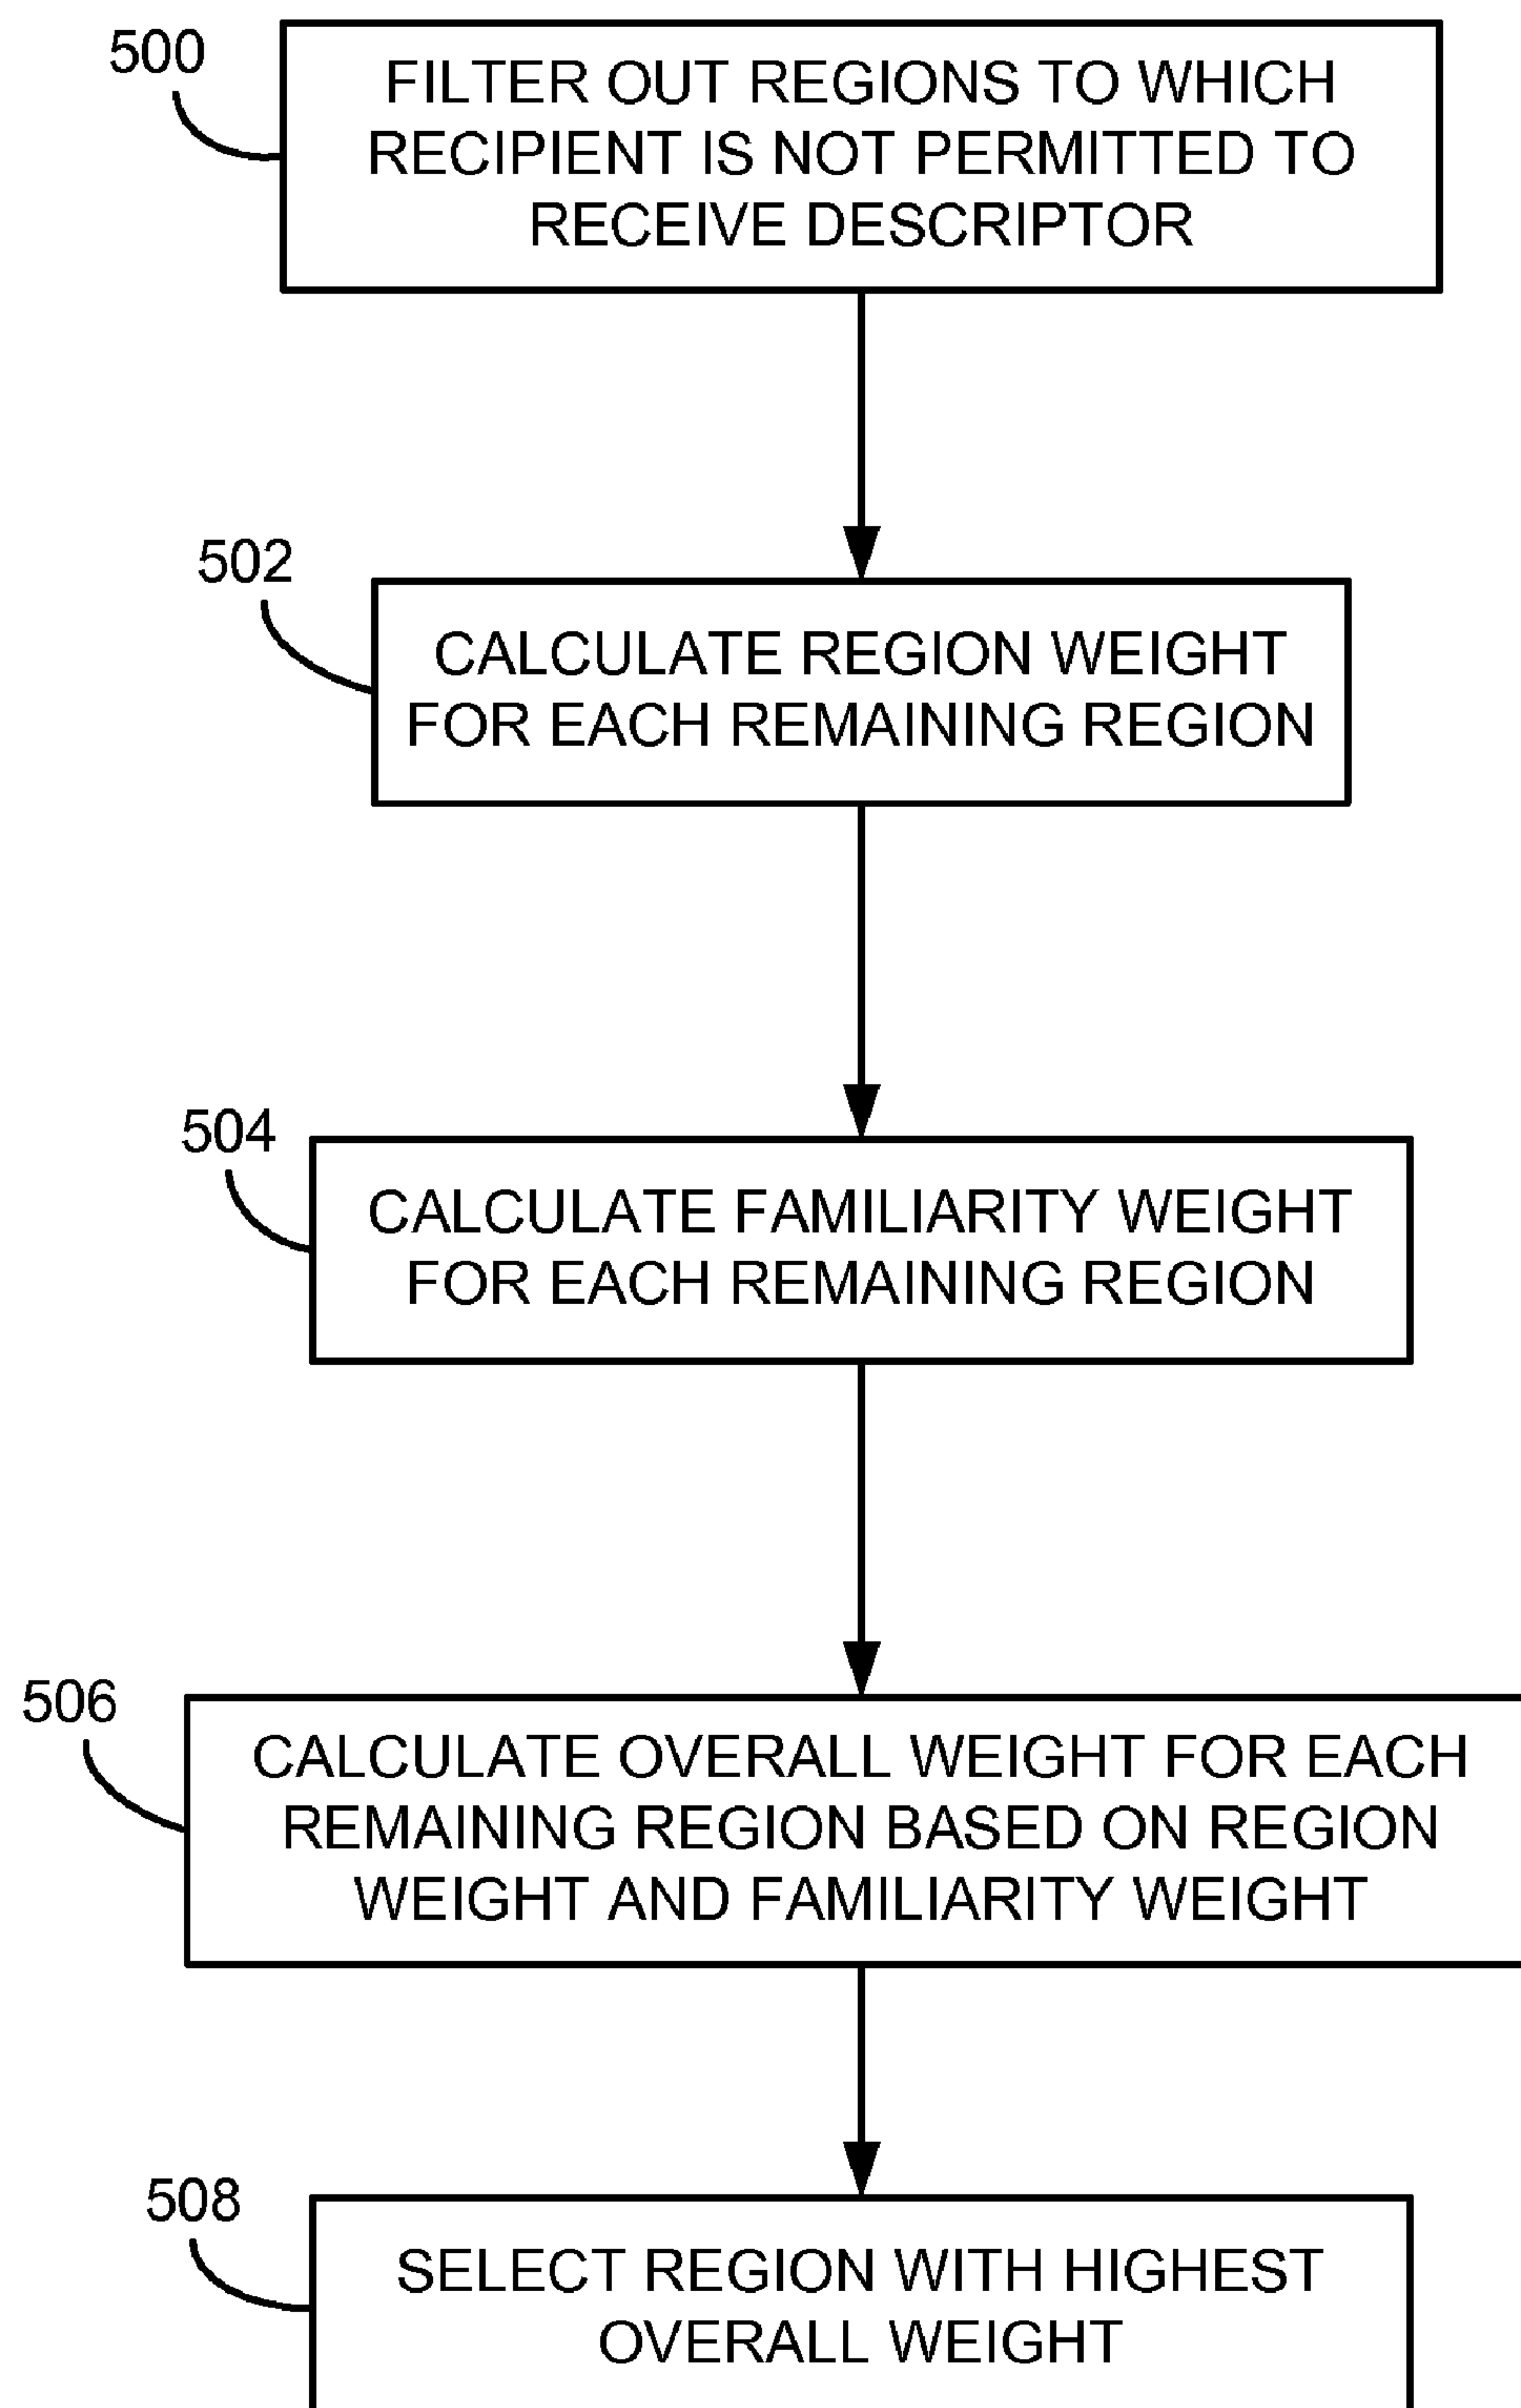 500
FILTER OUT REGIONS TO WHICH
RECIPIENT IS NOT PERMITTED TO
RECEIVE DESCRIPTOR
502
CALCULATE REGION WEIGHT
FOR EACH REMAINING REGION
504
CALCULATE FAMILIARITY WEIGHT
FOR EACH REMAINING REGION
506
CALCULATE OVERALL WEIGHT FOR EACH
REMAINING REGION BASED ON REGION
WEIGHT AND FAMILIARITY WEIGHT
508
SELECT REGION WITH HIGHEST
OVERALL WEIGHT